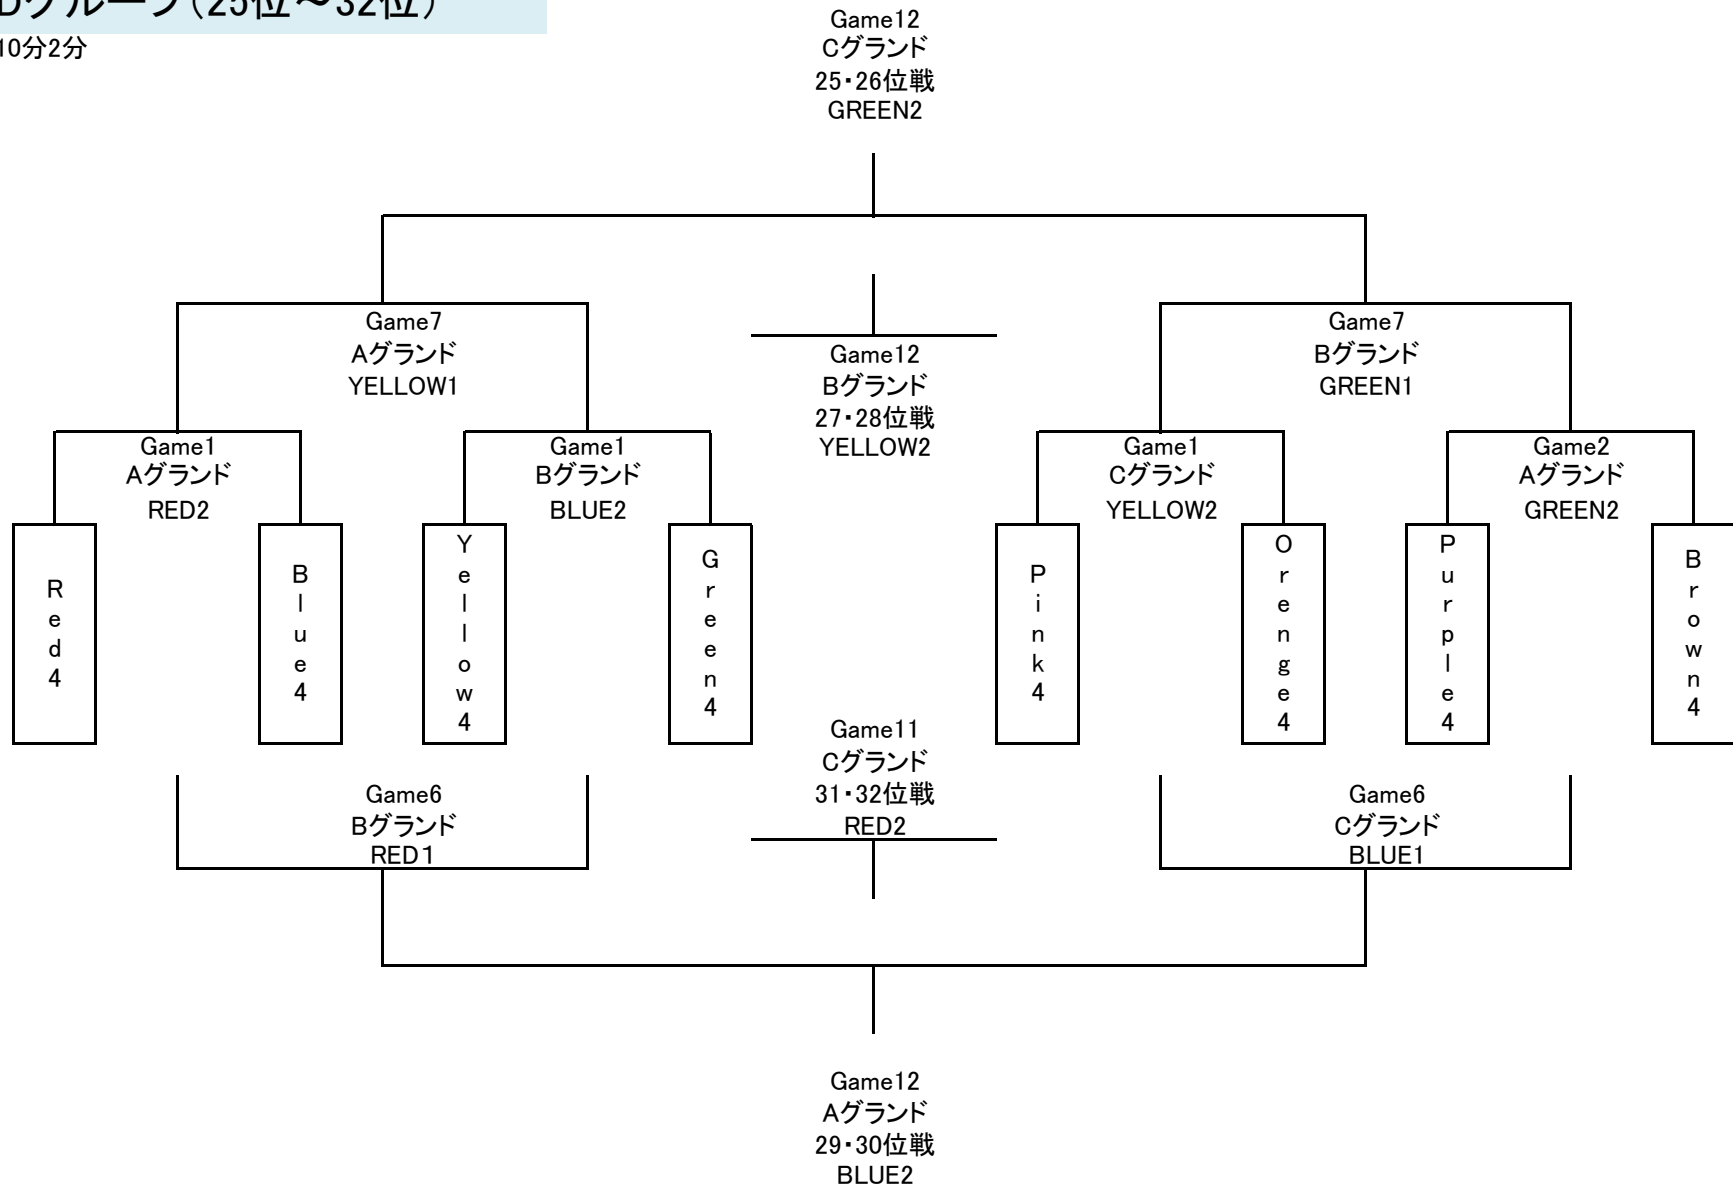 Dグループ（25位～32位）
10分2分
Game12
Cグランド
25・26位戦
GREEN2
Game7
Aグランド
YELLOW1
Game12
Bグランド
27・28位戦
YELLOW2
Game7
Bグランド
GREEN1
Game1
Aグランド
RED2
Game1
Bグランド
BLUE2
Game1
Cグランド
YELLOW2
Game2
Aグランド
GREEN2
Red4
Blue4
Yellow4
Green4
Pink4
Orenge4
Purple4
Brown4
Game11
Cグランド
31・32位戦
RED2
Game6
Bグランド
RED1
Game6
Cグランド
BLUE1
Game12
Aグランド
29・30位戦
BLUE2